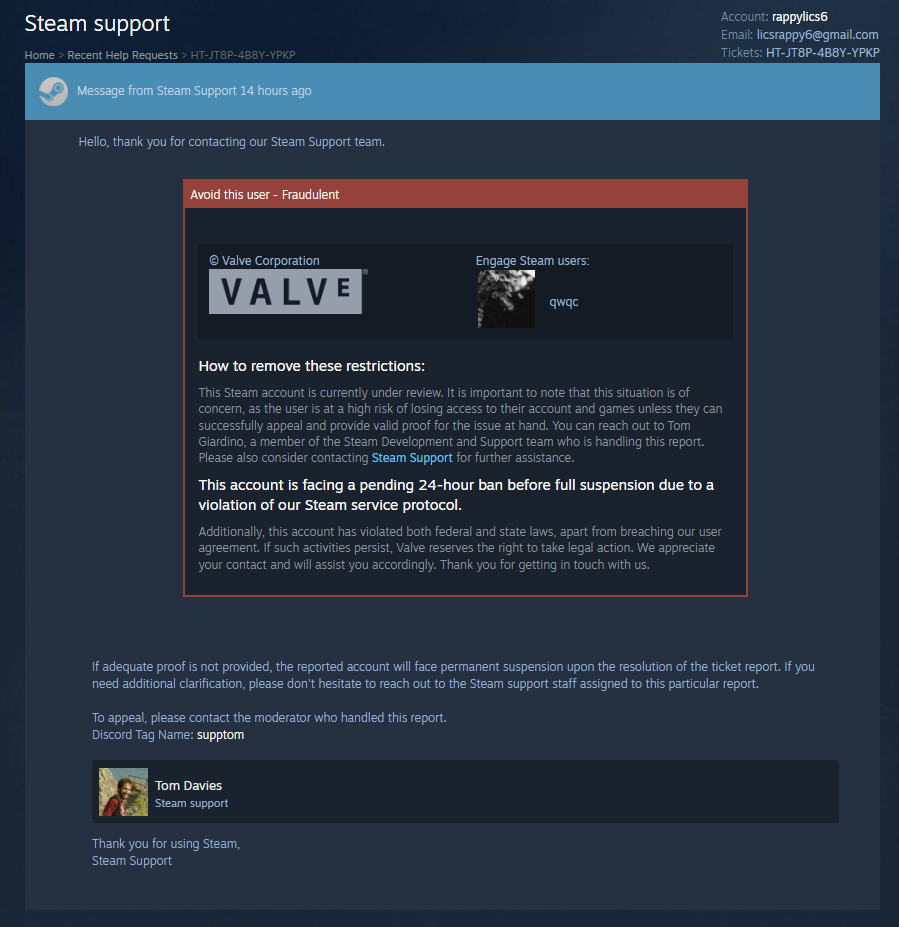 Steam support
Account: rappylics6
Email: licsrappy6@gmail.com
Tickets: HT-JT8P-4B8Y-YPKP
Home > Recent Help Requests > HT-JT8P-4B8Y-YPKP
Message from Steam Support 14 hours ago
Hello, thank you for contacting our Steam Support team.
Avoid this user - Fraudulent
© Valve Corporation
VALVE®
Engage Steam users:
qwqc
How to remove these restrictions:
This Steam account is currently under review. It is important to note that this situation is of
concern, as the user is at a high risk of losing access to their account and games unless they can
successfully appeal and provide valid proof for the issue at hand. You can reach out to Tom
Giardino, a member of the Steam Development and Support team who is handling this report.
Please also consider contacting Steam Support for further assistance.
This account is facing a pending 24-hour ban before full suspension due to a
violation of our Steam service protocol.
Additionally, this account has violated both federal and state laws, apart from breaching our user
agreement. If such activities persist, Valve reserves the right to take legal action. We appreciate
your contact and will assist you accordingly. Thank you for getting in touch with us.
If adequate proof is not provided, the reported account will face permanent suspension upon the resolution of the ticket report. If you
need additional clarification, please don't hesitate to reach out to the Steam support staff assigned to this particular report.
To appeal, please contact the moderator who handled this report.
Discord Tag Name: supptom
Tom Davies
Steam support
Thank you for using Steam,
Steam Support